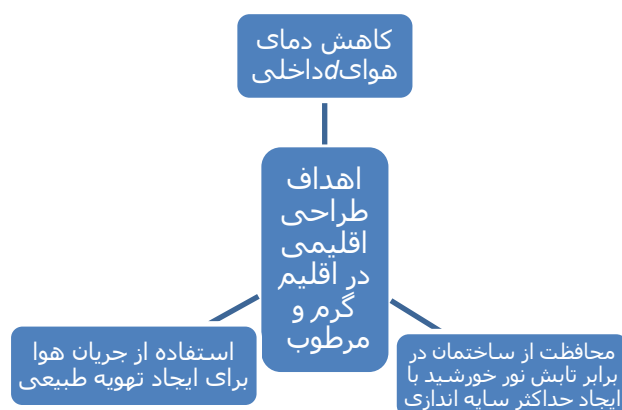 کاهش دمای
هوایdداخلی
اهداف
طراحی
اقلیمی
در اقلیم
گرم و
مرطوب
محافظت از ساختمان در
برابر تابش نور خورشید با
ایجاد حداکثر سایه اندازی
استفاده از جریان هوا
برای ایجاد تهویه طبیعی